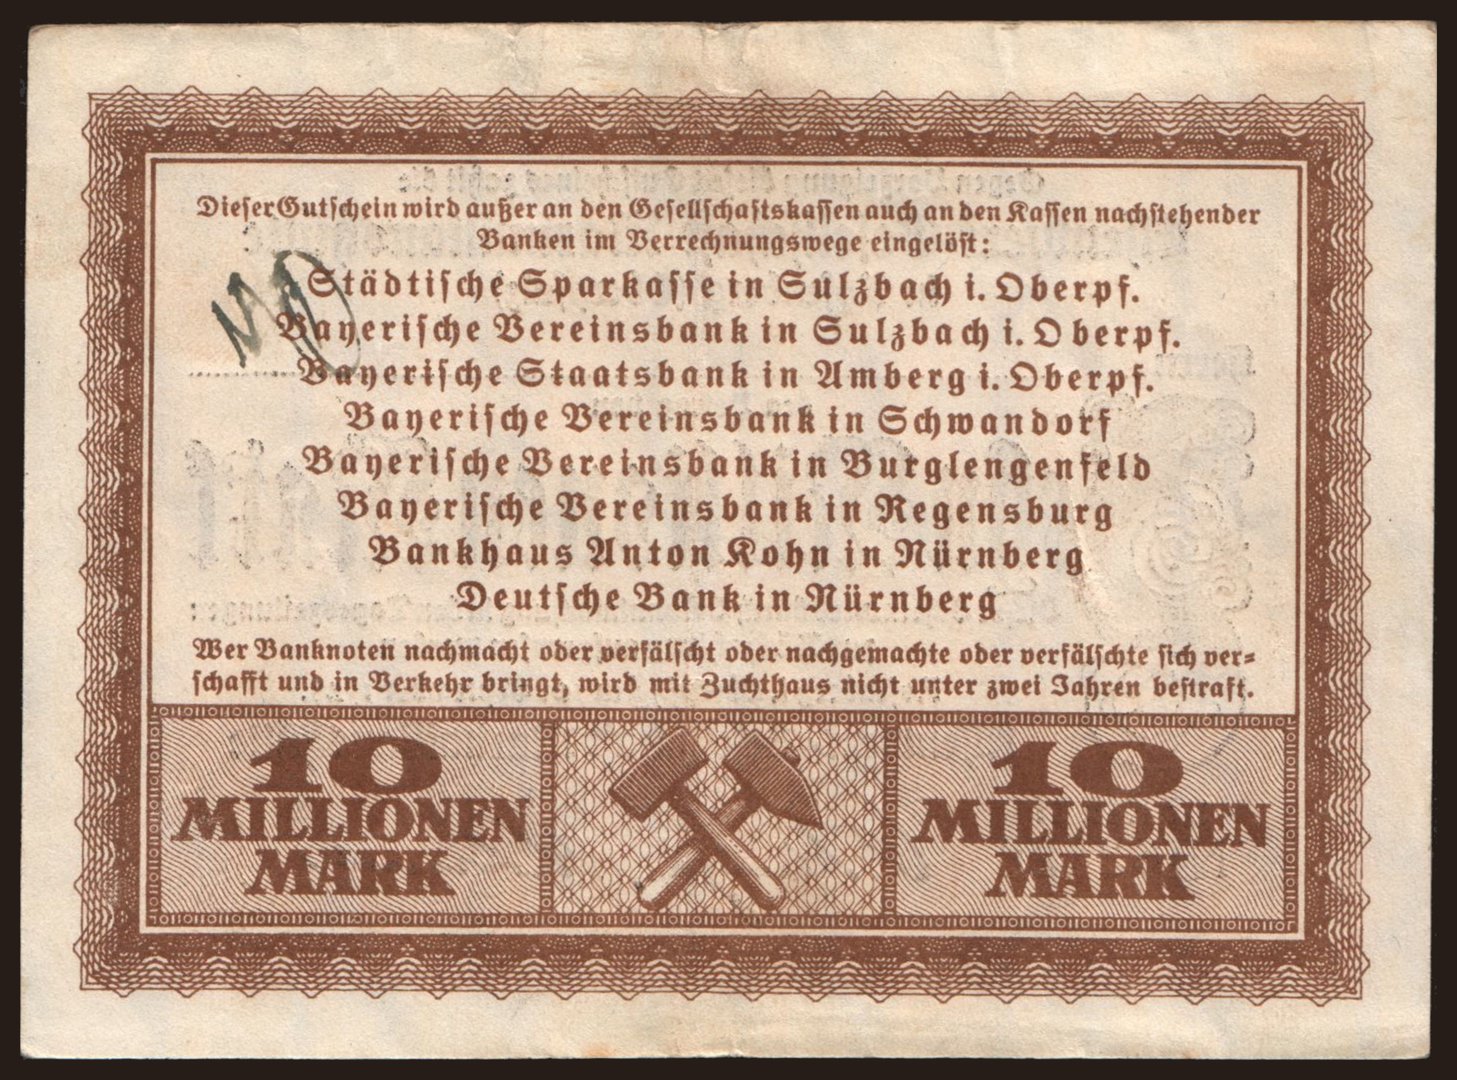 Dieser Gutschein wird außer an den Gesellschaftskassen auch an den Kassen nachstehender
Banken im Verrechnungswege eingelöst:
Städtische Sparkasse in Sulzbach i. Oberpf.
Bayerische Vereinsbank in Sulzbach i. Oberpf.
Bayerische Staatsbank in Amberg i. Oberpf.
Bayerische Vereinsbank in Schwandorf
Bayerische Vereinsbank in Burglengenfeld
Bayerische Vereinsbank in Regensburg
Bankhaus Anton Kohn in Nürnberg
Deutsche Bank in Nürnberg
Wer Banknoten nachmacht oder verfälscht oder nachgemachte oder verfälschte sich ver-
schafft und in Verkehr bringt, wird mit Zuchthaus nicht unter zwei Jahren bestraft.
10
MILLIONEN
MARK
10
MILLIONEN
MARK